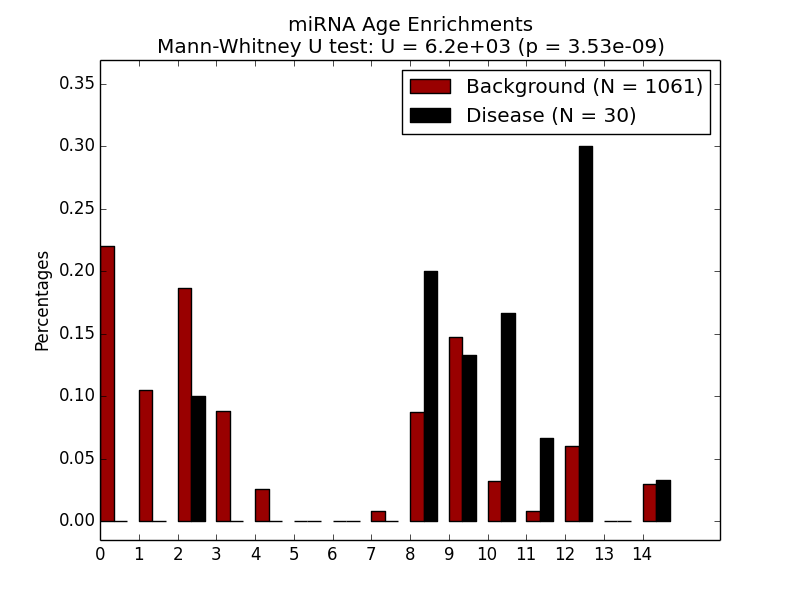 miRNA Age Enrichments
Mann-Whitney U test: U = 6.2e+03 (p = 3.53e-09)
Background (N = 1061)
Disease (N = 30)
Percentages
0.35
0.30
0.25
0.20
0.15
0.10
0.05
0.00
0 1 2 3 4 5 6 7 8 9 10 11 12 13 14